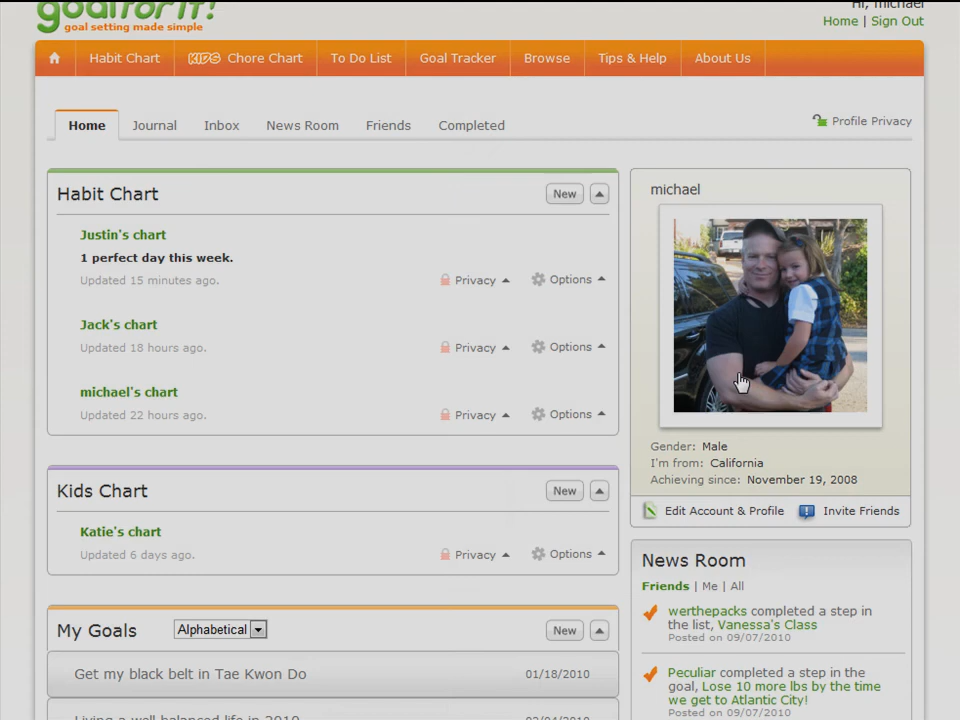 goalforit!
goal setting made simple
Hi, michael
Home | Sign Out
Habit Chart
KIDS Chore Chart
To Do List
Goal Tracker
Browse
Tips & Help
About Us
Home
Journal
Inbox
News Room
Friends
Completed
Profile Privacy
Habit Chart
New
Justin's chart
1 perfect day this week.
Updated 15 minutes ago.
Privacy
Options
Jack's chart
Updated 18 hours ago.
Privacy
Options
michael's chart
Updated 22 hours ago.
Privacy
Options
Kids Chart
New
Katie's chart
Updated 6 days ago.
Privacy
Options
My Goals
Alphabetical
New
Get my black belt in Tae Kwon Do
01/18/2010
Living a well balanced life in 2010
michael
Gender: Male
I'm from: California
Achieving since: November 19, 2008
Edit Account & Profile
Invite Friends
News Room
Friends | Me | All
werthepacks completed a step in
the list, Vanessa's Class
Posted on 09/07/2010
Peculiar completed a step in the
goal, Lose 10 more lbs by the time
we get to Atlantic City!
Posted on 09/07/2010